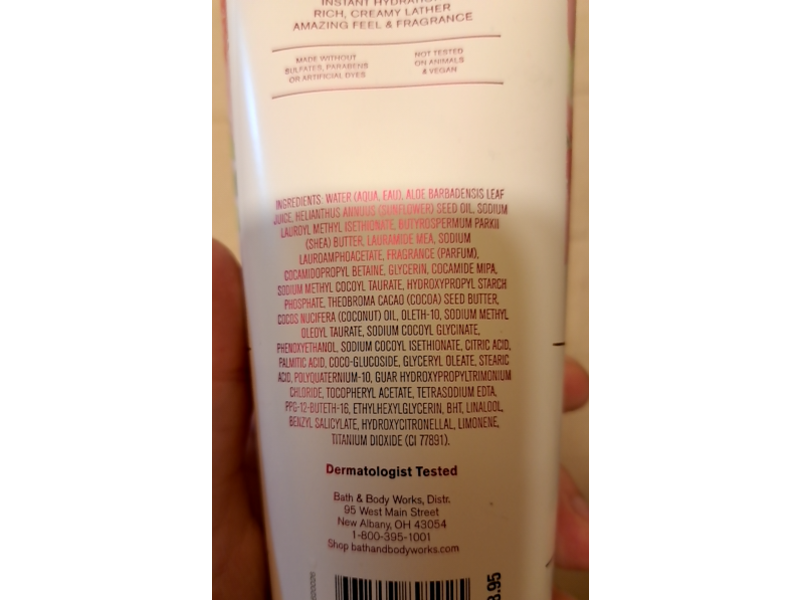 INSTANT HYDRATION
RICH, CREAMY LATHER
AMAZING FEEL & FRAGRANCE
MADE WITHOUT
SULFATES, PARABENS
OR ARTIFICIAL DYES
NOT TESTED
ON ANIMALS
& VEGAN
INGREDIENTS: WATER (AQUA, EAU), ALOE BARBADENSIS LEAF
JUICE, HELIANTHUS ANNUUS (SUNFLOWER) SEED OIL, SODIUM
LAUROYL METHYL ISETHIONATE, BUTYROSPERMUM PARKII
(SHEA) BUTTER, LAURAMIDE MEA, SODIUM
LAUROAMPHOACETATE, FRAGRANCE (PARFUM),
COCAMIDOPROPYL BETAINE, GLYCERIN, COCAMIDE MIPA,
SODIUM METHYL COCOYL TAURATE, HYDROXYPROPYL STARCH
PHOSPHATE, THEOBROMA CACAO (COCOA) SEED BUTTER,
COCOS NUCIFERA (COCONUT) OIL, OLETH-10, SODIUM METHYL
OLEOYL TAURATE, SODIUM COCOYL GLYCINATE,
PHENOXYETHANOL, SODIUM COCOYL ISETHIONATE, CITRIC ACID,
PALMITIC ACID, COCO-GLUCOSIDE, GLYCERYL OLEATE, STEARIC
ACID, POLYQUATERNIUM-10, GUAR HYDROXYPROPYLTRIMONIUM
CHLORIDE, TOCOPHERYL ACETATE, TETRASODIUM EDTA,
PPG-12-BUTETH-16, ETHYLHEXYLGLYCERIN, BHT, LINALOOL,
BENZYL SALICYLATE, HYDROXYCITRONELLAL, LIMONENE,
TITANIUM DIOXIDE (CI 77891).
Dermatologist Tested
Bath & Body Works, Distr.
95 West Main Street
New Albany, OH 43054
1-800-395-1001
Shop bathandbodyworks.com